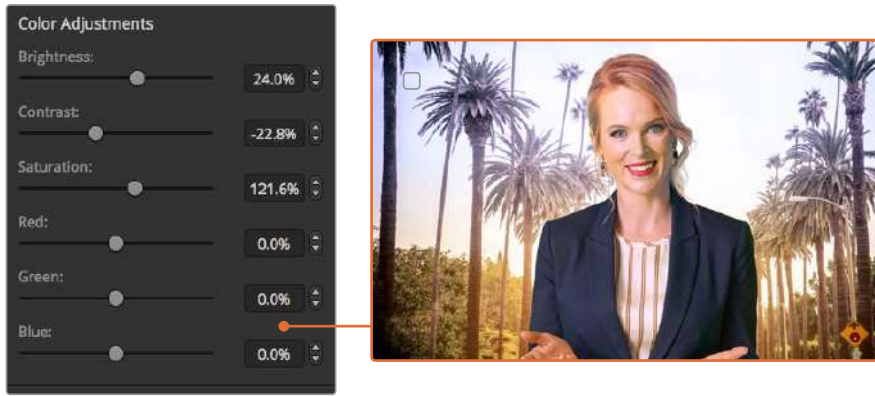 Color Adjustments
Brightness:
24.0%
Contrast:
-22.8%
Saturation:
121.6%
Red:
0.0%
Green:
0.0%
Blue:
0.0%